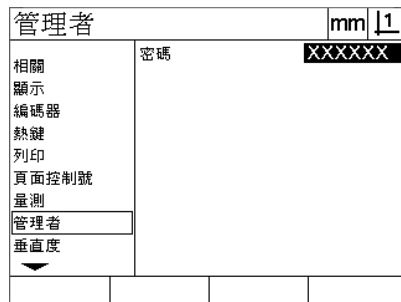 管理者 mm 1
密碼 XXXXXX
相關
顯示
編碼器
熱鍵
列印
頁面控制號
量測
管理者
垂直度